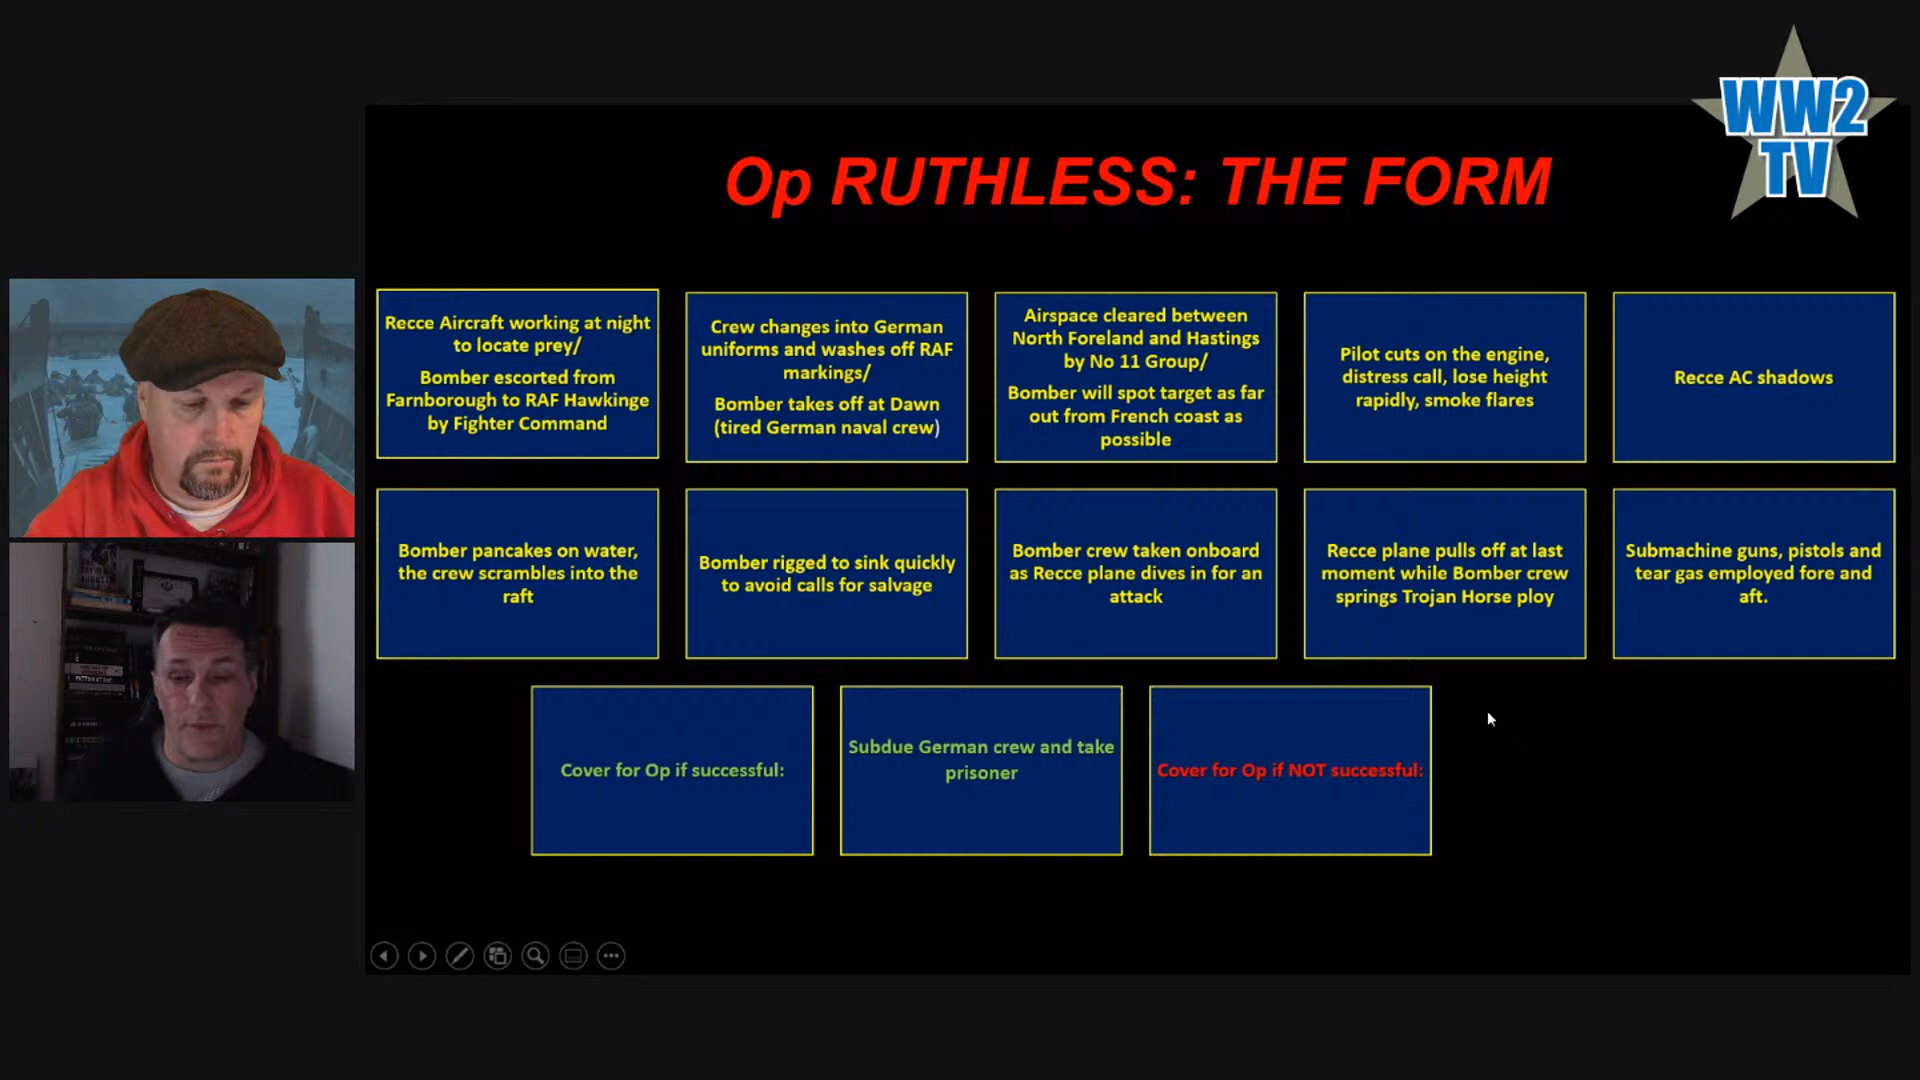 WW2
TV
Op RUTHLESS: THE FORM
Recce Aircraft working at night
to locate prey/
Bomber escorted from
Farnborough to RAF Hawkinge
by Fighter Command
Crew changes into German
uniforms and washes off RAF
markings/
Bomber takes off at Dawn
(tired German naval crew)
Airspace cleared between
North Foreland and Hastings
by No 11 Group/
Bomber will spot target as far
out from French coast as
possible
Pilot cuts on the engine,
distress call, lose height
rapidly, smoke flares
Recce AC shadows
Bomber pancakes on water,
the crew scrambles into the
raft
Bomber rigged to sink quickly
to avoid calls for salvage
Bomber crew taken onboard
as Recce plane dives in for an
attack
Recce plane pulls off at last
moment while Bomber crew
springs Trojan Horse ploy
Submachine guns, pistols and
tear gas employed fore and
aft.
Cover for Op if successful:
Subdue German crew and take
prisoner
Cover for Op if NOT successful: